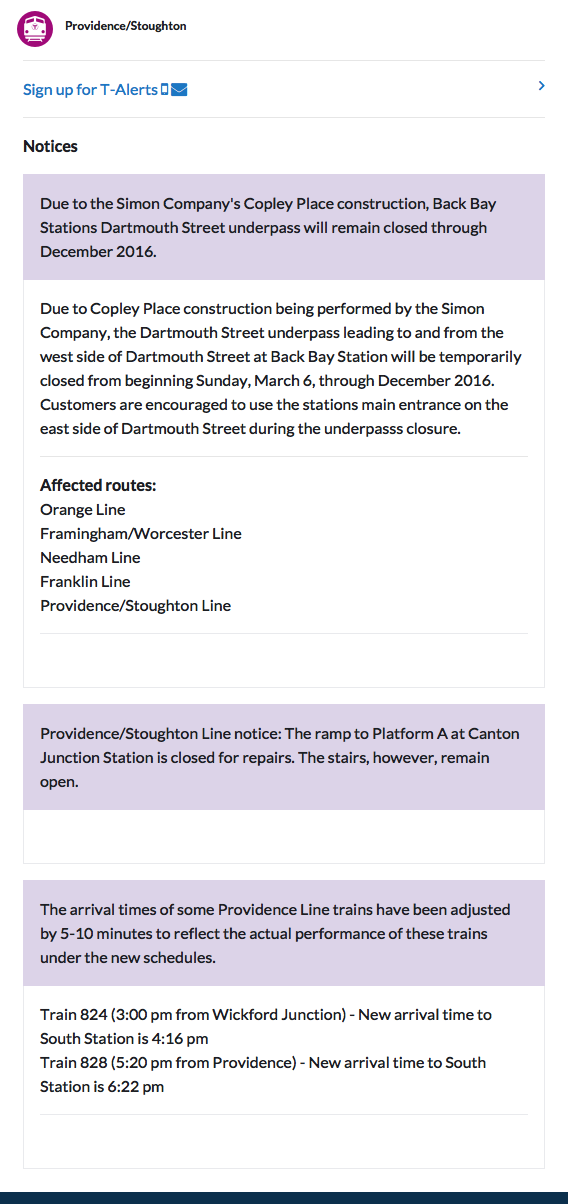 Providence/Stoughton
Sign up for T-Alerts
Notices
Due to the Simon Company's Copley Place construction, Back Bay
Stations Dartmouth Street underpass will remain closed through
December 2016.
Due to Copley Place construction being performed by the Simon
Company, the Dartmouth Street underpass leading to and from the
west side of Dartmouth Street at Back Bay Station will be temporarily
closed from beginning Sunday, March 6, through December 2016.
Customers are encouraged to use the stations main entrance on the
east side of Dartmouth Street during the underpasss closure.
Affected routes:
Orange Line
Framingham/Worcester Line
Needham Line
Franklin Line
Providence/Stoughton Line
Providence/Stoughton Line notice: The ramp to Platform A at Canton
Junction Station is closed for repairs. The stairs, however, remain
open.
The arrival times of some Providence Line trains have been adjusted
by 5-10 minutes to reflect the actual performance of these trains
under the new schedules.
Train 824 (3:00 pm from Wickford Junction) - New arrival time to
South Station is 4:16 pm
Train 828 (5:20 pm from Providence) - New arrival time to South
Station is 6:22 pm